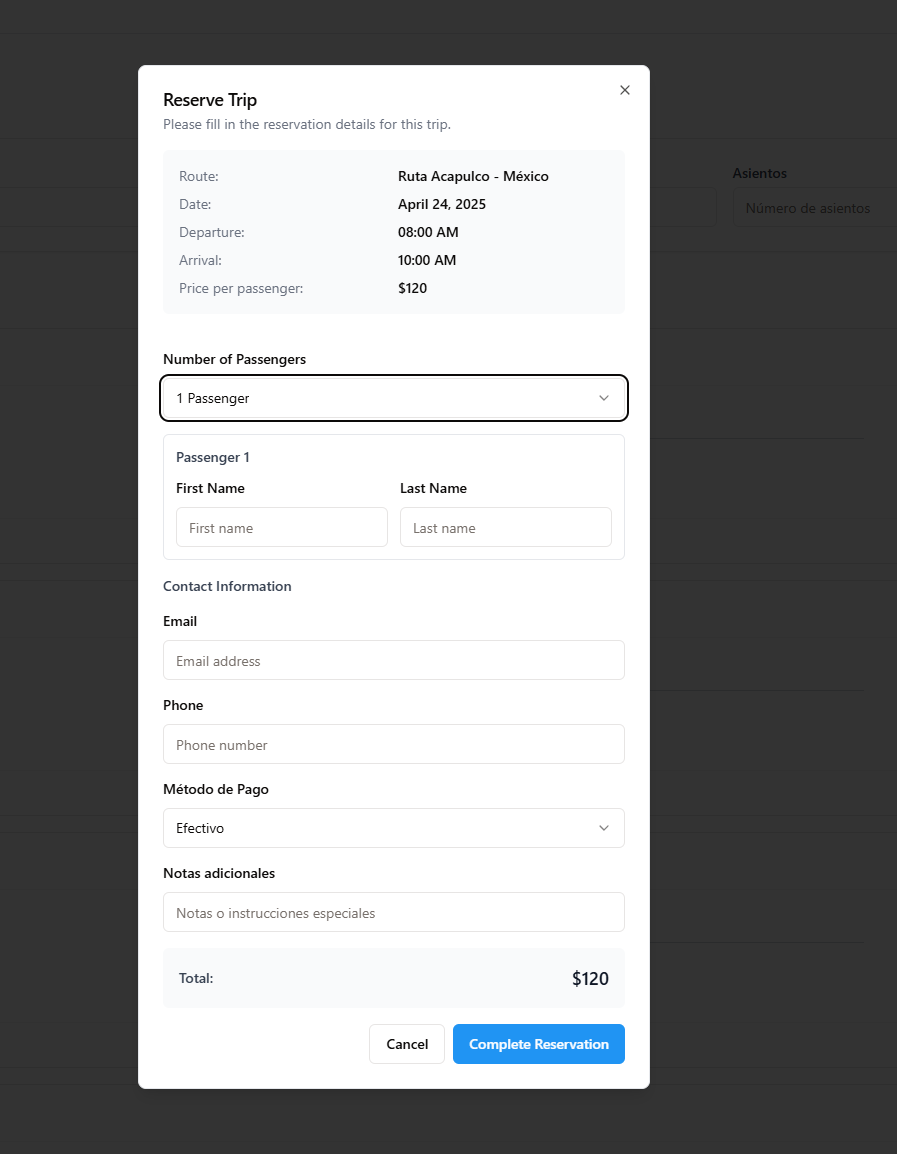 Reserve Trip
Please fill in the reservation details for this trip.
Route: Ruta Acapulco - México
Date: April 24, 2025
Departure: 08:00 AM
Arrival: 10:00 AM
Price per passenger: $120
Asientos
Número de asientos
Number of Passengers
1 Passenger
Passenger 1
First Name Last Name
First name Last name
Contact Information
Email
Email address
Phone
Phone number
Método de Pago
Efectivo
Notas adicionales
Notas o instrucciones especiales
Total: $120
Cancel Complete Reservation